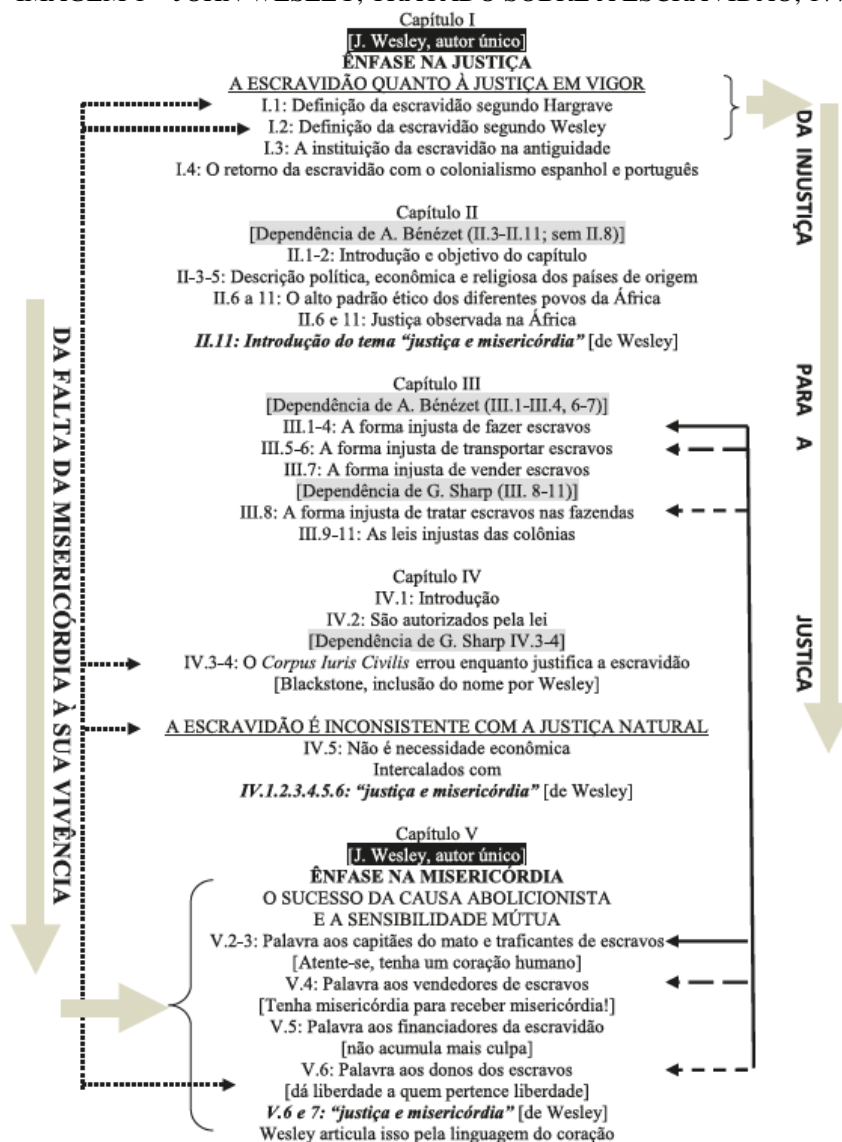 IMAGEM 1 – JOHN WESLEY, TRATADO SOBRE A ESCRAVIDÃO, 177
Capítulo I
[J. Wesley, autor único]
ÊNFASE NA JUSTIÇA
A ESCRAVIDÃO QUANTO À JUSTIÇA EM VIGOR
I.1: Definição da escravidão segundo Hargrave
I.2: Definição da escravidão segundo Wesley
I.3: A instituição da escravidão na antiguidade
I.4: O retorno da escravidão com o colonialismo espanhol e português
Capítulo II
[Dependência de A. Bénézet (II.3-II.11; sem II.8)]
II.1-2: Introdução e objetivo do capítulo
II-3-5: Descrição política, econômica e religiosa dos países de origem
II.6 a 11: O alto padrão ético dos diferentes povos da África
II.6 e 11: Justiça observada na África
II.11: Introdução do tema “justiça e misericórdia” [de Wesley]
Capítulo III
[Dependência de A. Bénézet (III.1-III.4, 6-7)]
III.1-4: A forma injusta de fazer escravos
III.5-6: A forma injusta de transportar escravos
III.7: A forma injusta de vender escravos
[Dependência de G. Sharp (III. 8-11)]
III.8: A forma injusta de tratar escravos nas fazendas
III.9-11: As leis injustas das colônias
Capítulo IV
IV.1: Introdução
IV.2: São autorizados pela lei
[Dependência de G. Sharp IV.3-4]
IV.3-4: O Corpus Iuris Civilis errou enquanto justifica a escravidão
[Blackstone, inclusão do nome por Wesley]
A ESCRAVIDÃO É INCONSISTENTE COM A JUSTIÇA NATURAL
IV.5: Não é necessidade econômica
Intercalados com
IV.1.2.3.4.5.6: “justiça e misericórdia” [de Wesley]
Capítulo V
[J. Wesley, autor único]
ÊNFASE NA MISERICÓRDIA
O SUCESSO DA CAUSA ABOLICIONISTA
E A SENSIBILIDADE MÚTUA
V.2-3: Palavra aos capitães do mato e traficantes de escravos
[Atente-se, tenha um coração humano]
V.4: Palavra aos vendedores de escravos
[Tenha misericórdia para receber misericórdia!]
V.5: Palavra aos financiadores da escravidão
[não acumula mais culpa]
V.6: Palavra aos donos dos escravos
[dá liberdade a quem pertence liberdade]
V.6 e 7: “justiça e misericórdia” [de Wesley]
Wesley articula isso pela linguagem do coração
DA FALTA DA MISERICÓRDIA À SUA VIVÊNCIA
DA INJUSTIÇA PARA A JUSTICA